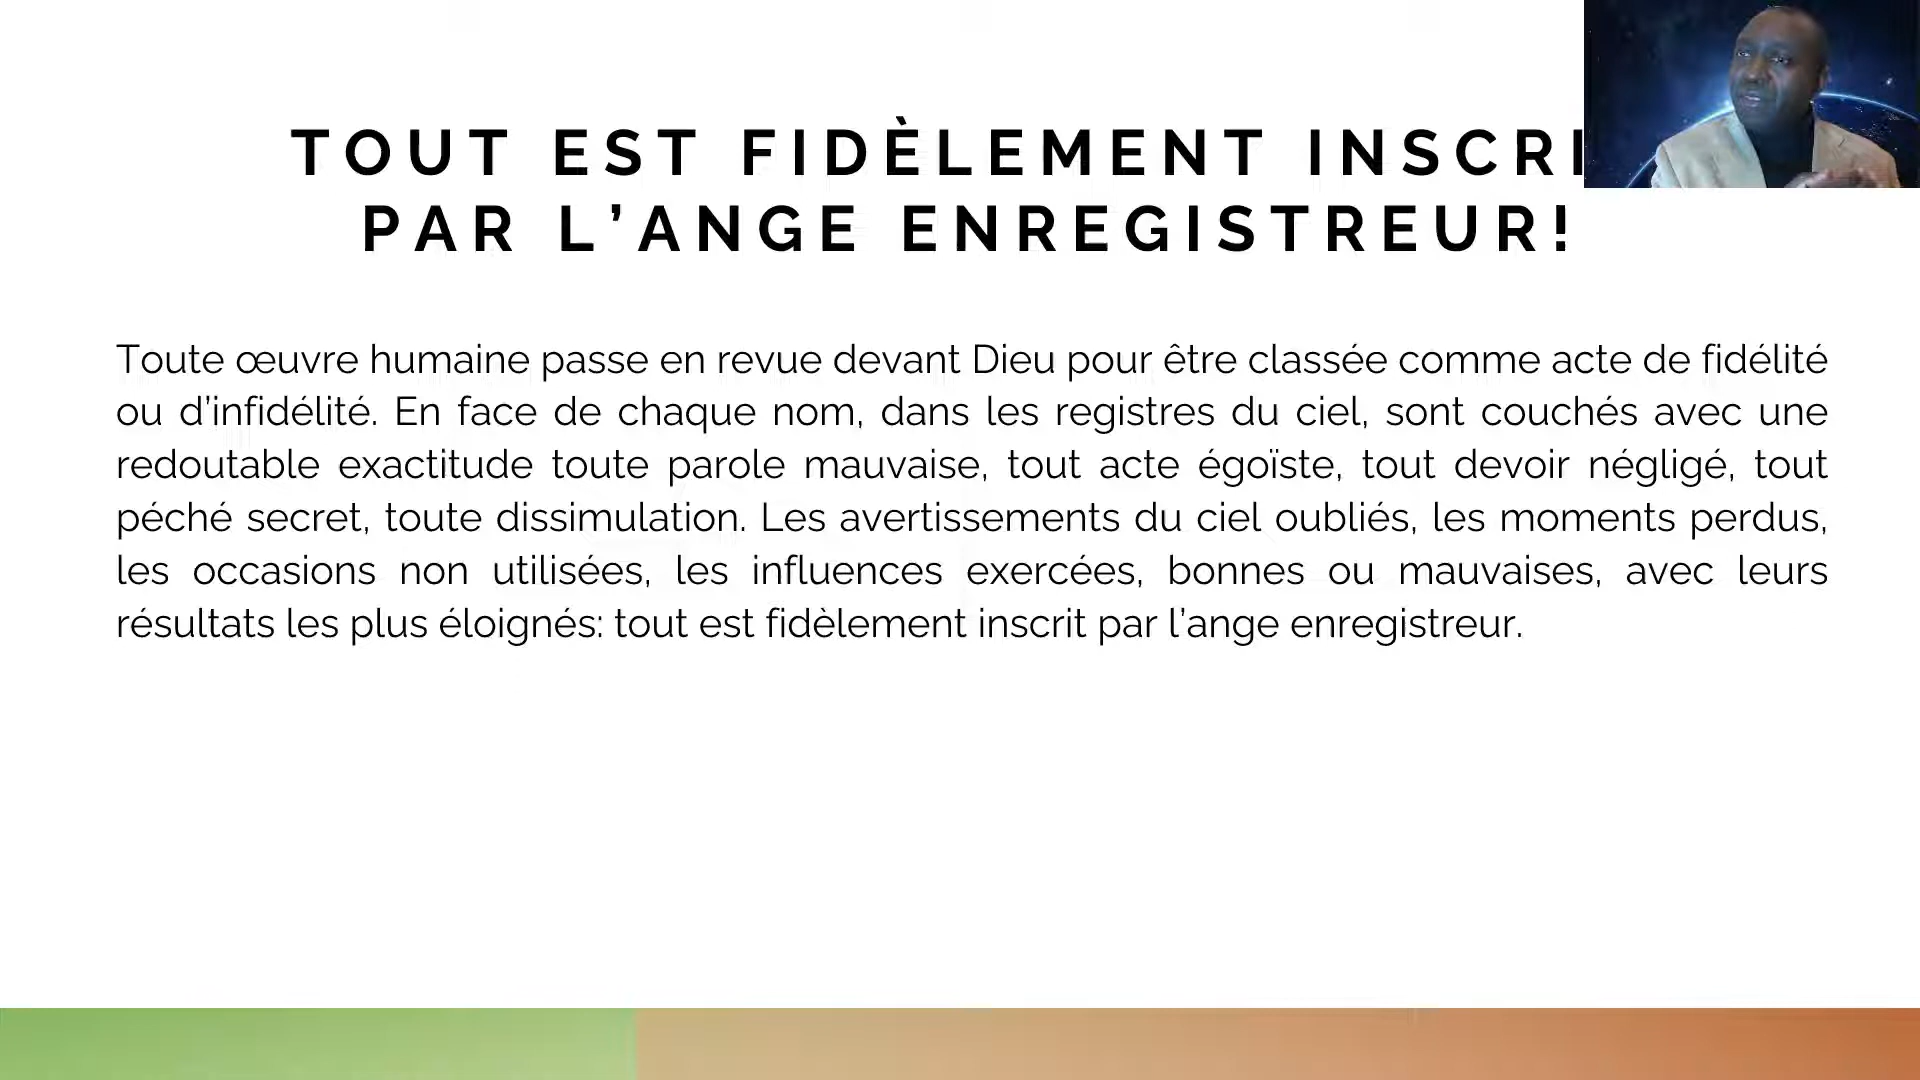 TOUT EST FIDÈLEMENT INSCRI
PAR L’ANGE ENREGISTREUR!
Toute œuvre humaine passe en revue devant Dieu pour être classée comme acte de fidélité
ou d’infidélité. En face de chaque nom, dans les registres du ciel, sont couchés avec une
redoutable exactitude toute parole mauvaise, tout acte égoïste, tout devoir négligé, tout
péché secret, toute dissimulation. Les avertissements du ciel oubliés, les moments perdus,
les occasions non utilisées, les influences exercées, bonnes ou mauvaises, avec leurs
résultats les plus éloignés: tout est fidèlement inscrit par l’ange enregistreur.